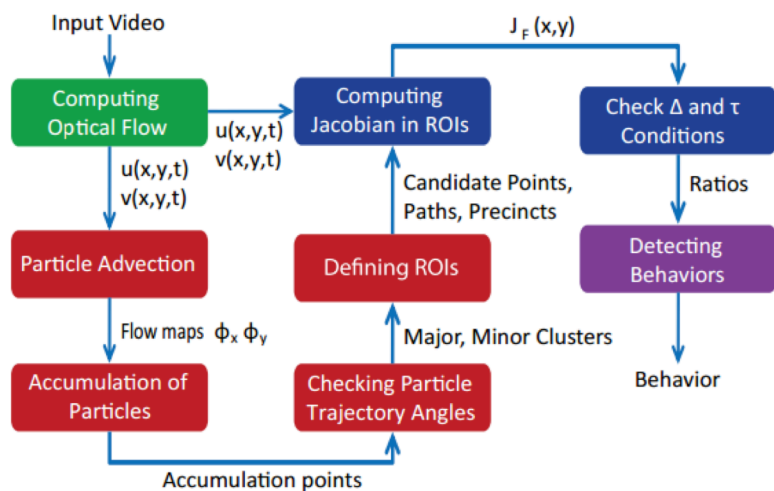 Input Video
Computing
Optical Flow
u(x,y,t)
v(x,y,t)
u(x,y,t)
v(x,y,t)
Particle Advection
Flow maps ϕx ϕy
Accumulation of
Particles
Accumulation points
Checking Particle
Trajectory Angles
Major, Minor Clusters
Defining ROIs
Candidate Points,
Paths, Precincts
Computing
Jacobian in ROIs
J F (x,y)
Check Δ and τ
Conditions
Ratios
Detecting
Behaviors
Behavior